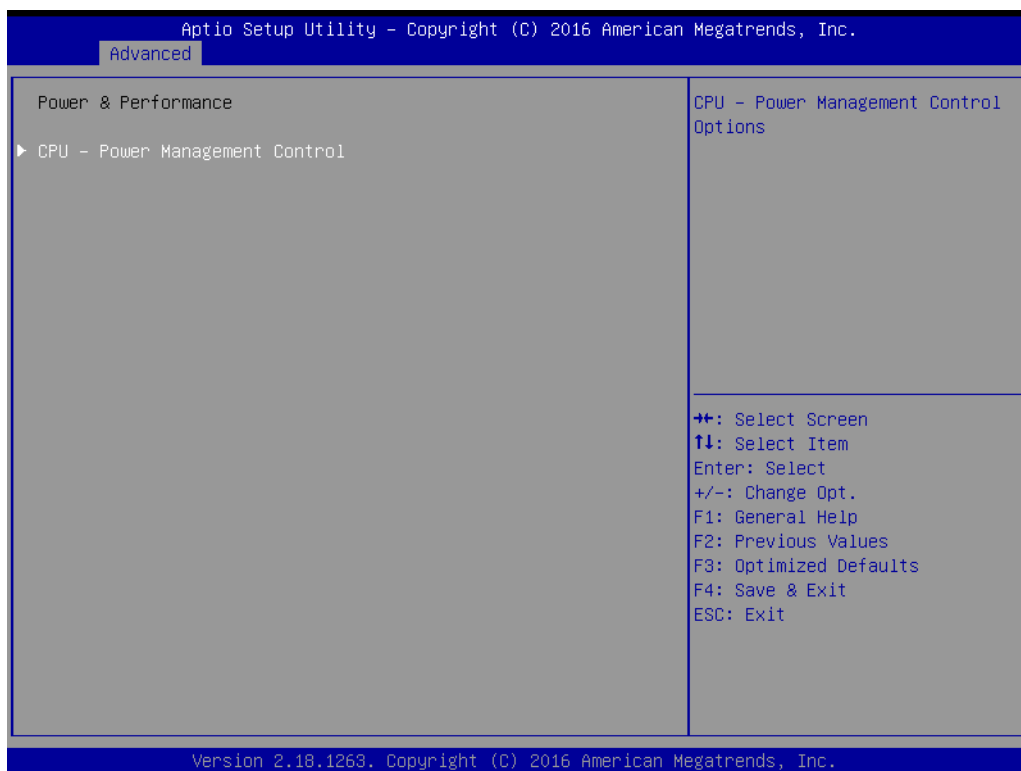 Aptio Setup Utility – Copyright (C) 2016 American Megatrends, Inc.
Advanced
Power & Performance
▶ CPU – Power Management Control
CPU – Power Management Control
Options
→←: Select Screen
↑↓: Select Item
Enter: Select
+/-: Change Opt.
F1: General Help
F2: Previous Values
F3: Optimized Defaults
F4: Save & Exit
ESC: Exit
Version 2.18.1263. Copyright (C) 2016 American Megatrends, Inc.